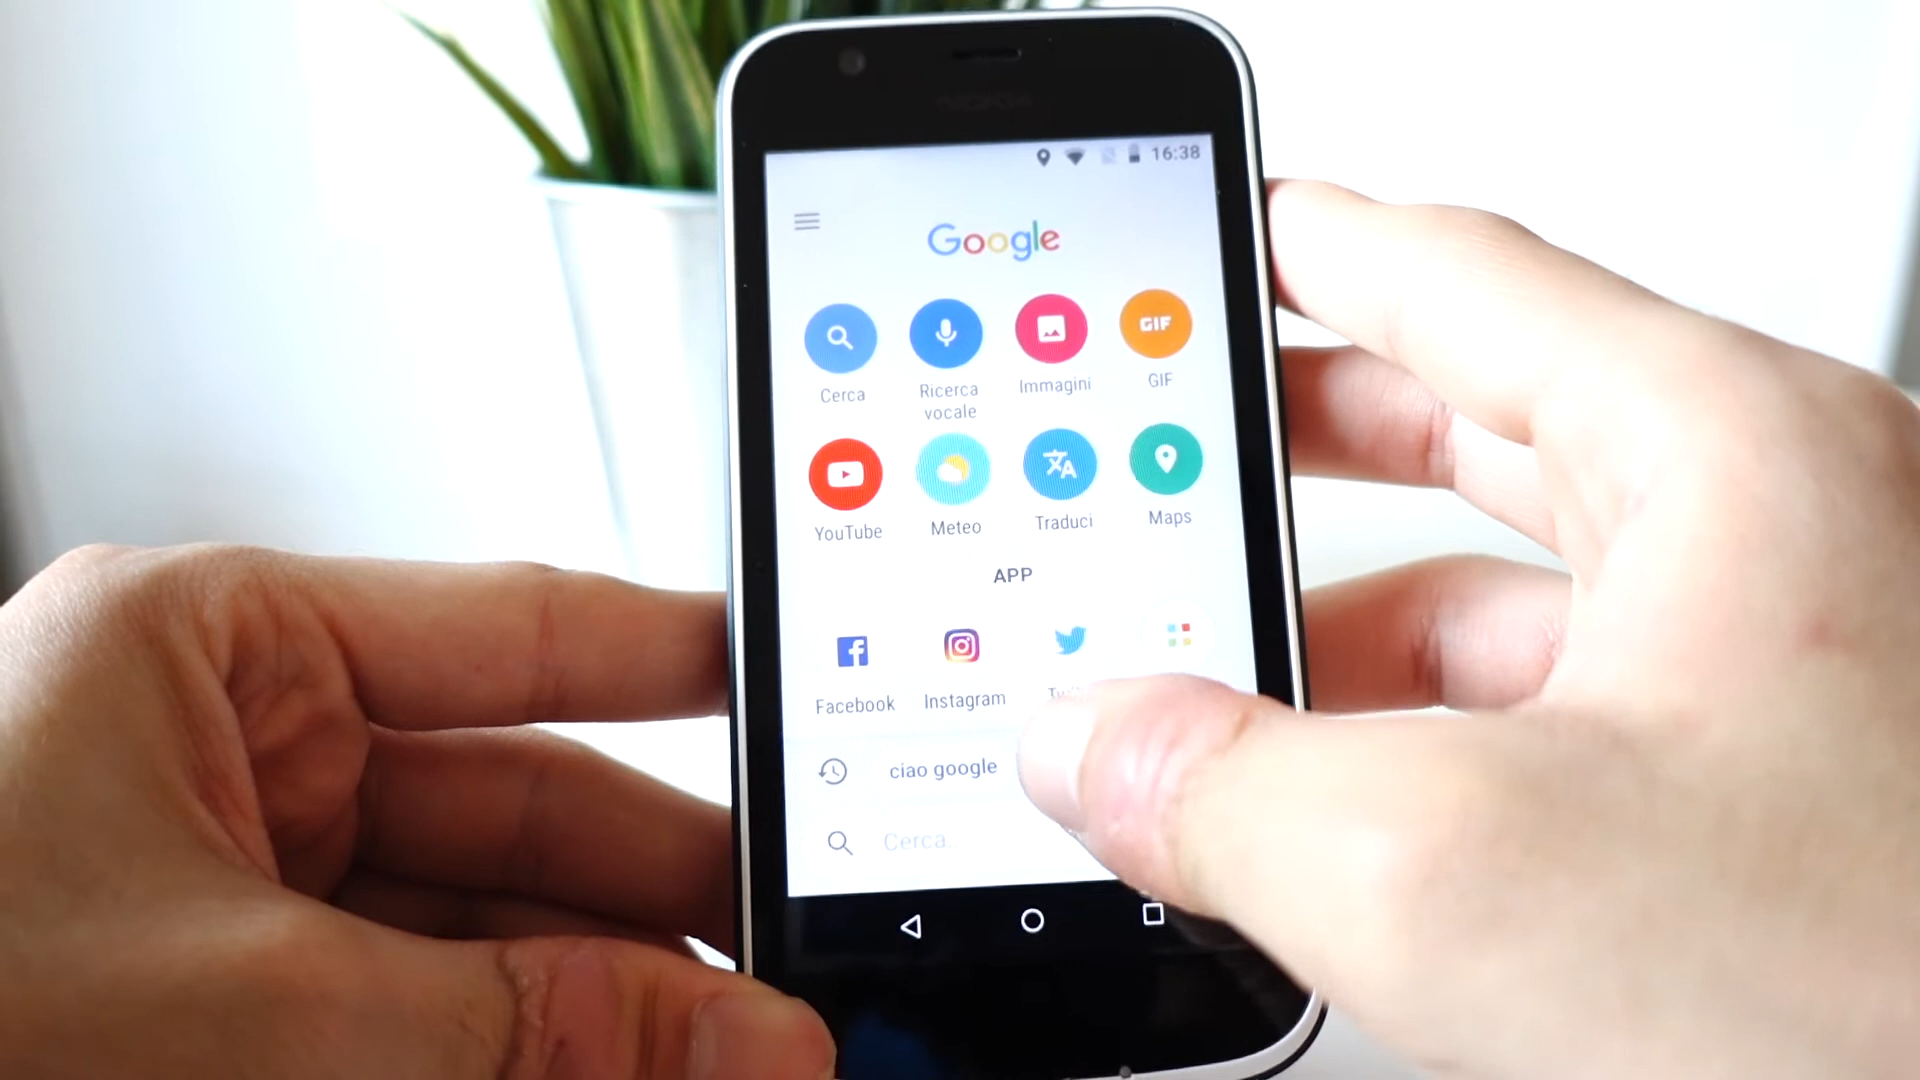 NOKIA
16:38
Google
GIF
Cerca
Ricerca
vocale
Immagini
GIF
YouTube
Meteo
Traduci
Maps
APP
Facebook
Instagram
ciao google
Cerca...